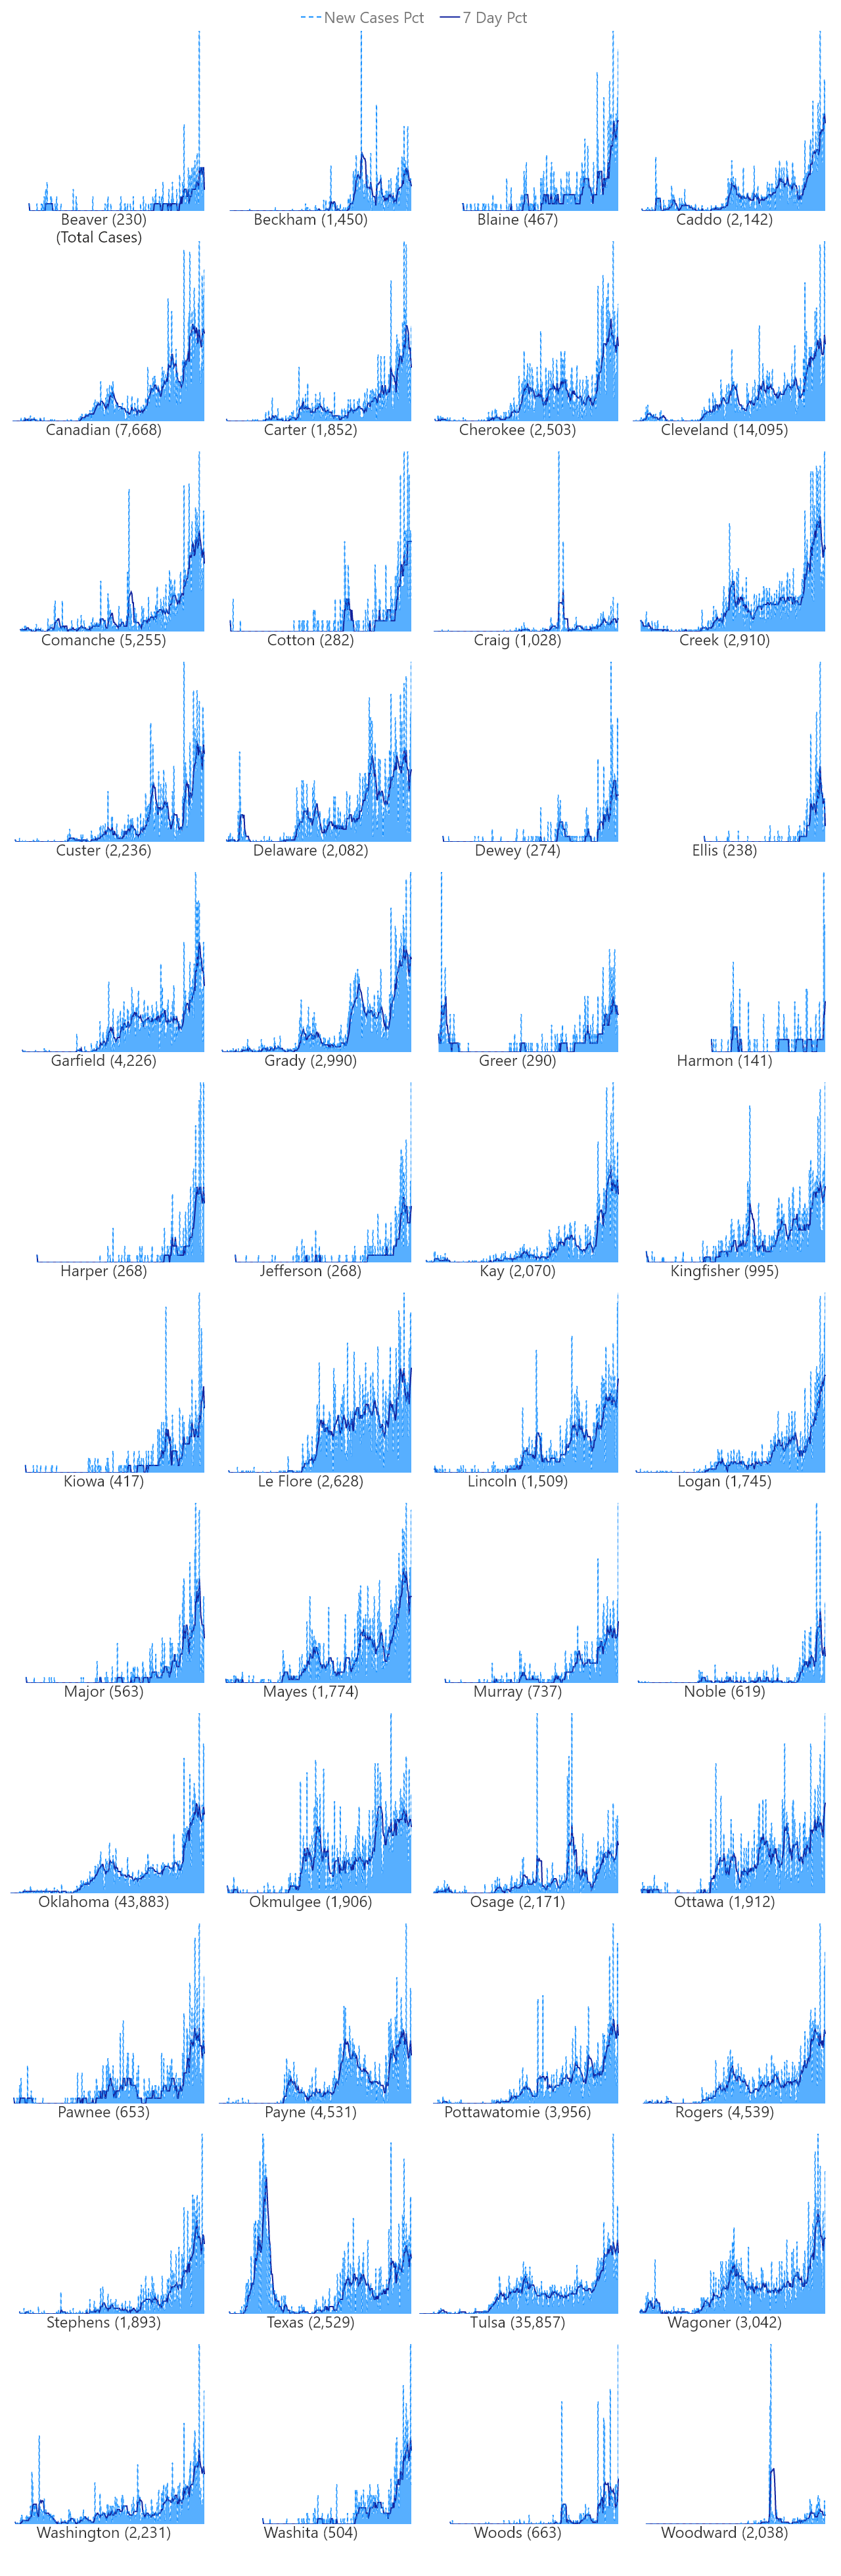 New Cases Pct 7 Day Pct
Beaver (230) Beckham (1,450) Blaine (467) Caddo (2,142)
(Total Cases)
Canadian (7,668) Carter (1,852) Cherokee (2,503) Cleveland (14,095)
Comanche (5,255) Cotton (282) Craig (1,028) Creek (2,910)
Custer (2,236) Delaware (2,082) Dewey (274) Ellis (238)
Garfield (4,226) Grady (2,990) Greer (290) Harmon (141)
Harper (268) Jefferson (268) Kay (2,070) Kingfisher (995)
Kiowa (417) Le Flore (2,628) Lincoln (1,509) Logan (1,745)
Major (563) Mayes (1,774) Murray (737) Noble (619)
Oklahoma (43,883) Okmulgee (1,906) Osage (2,171) Ottawa (1,912)
Pawnee (653) Payne (4,531) Pottawatomie (3,956) Rogers (4,539)
Stephens (1,893) Texas (2,529) Tulsa (35,857) Wagoner (3,042)
Washington (2,231) Washita (504) Woods (663) Woodward (2,038)